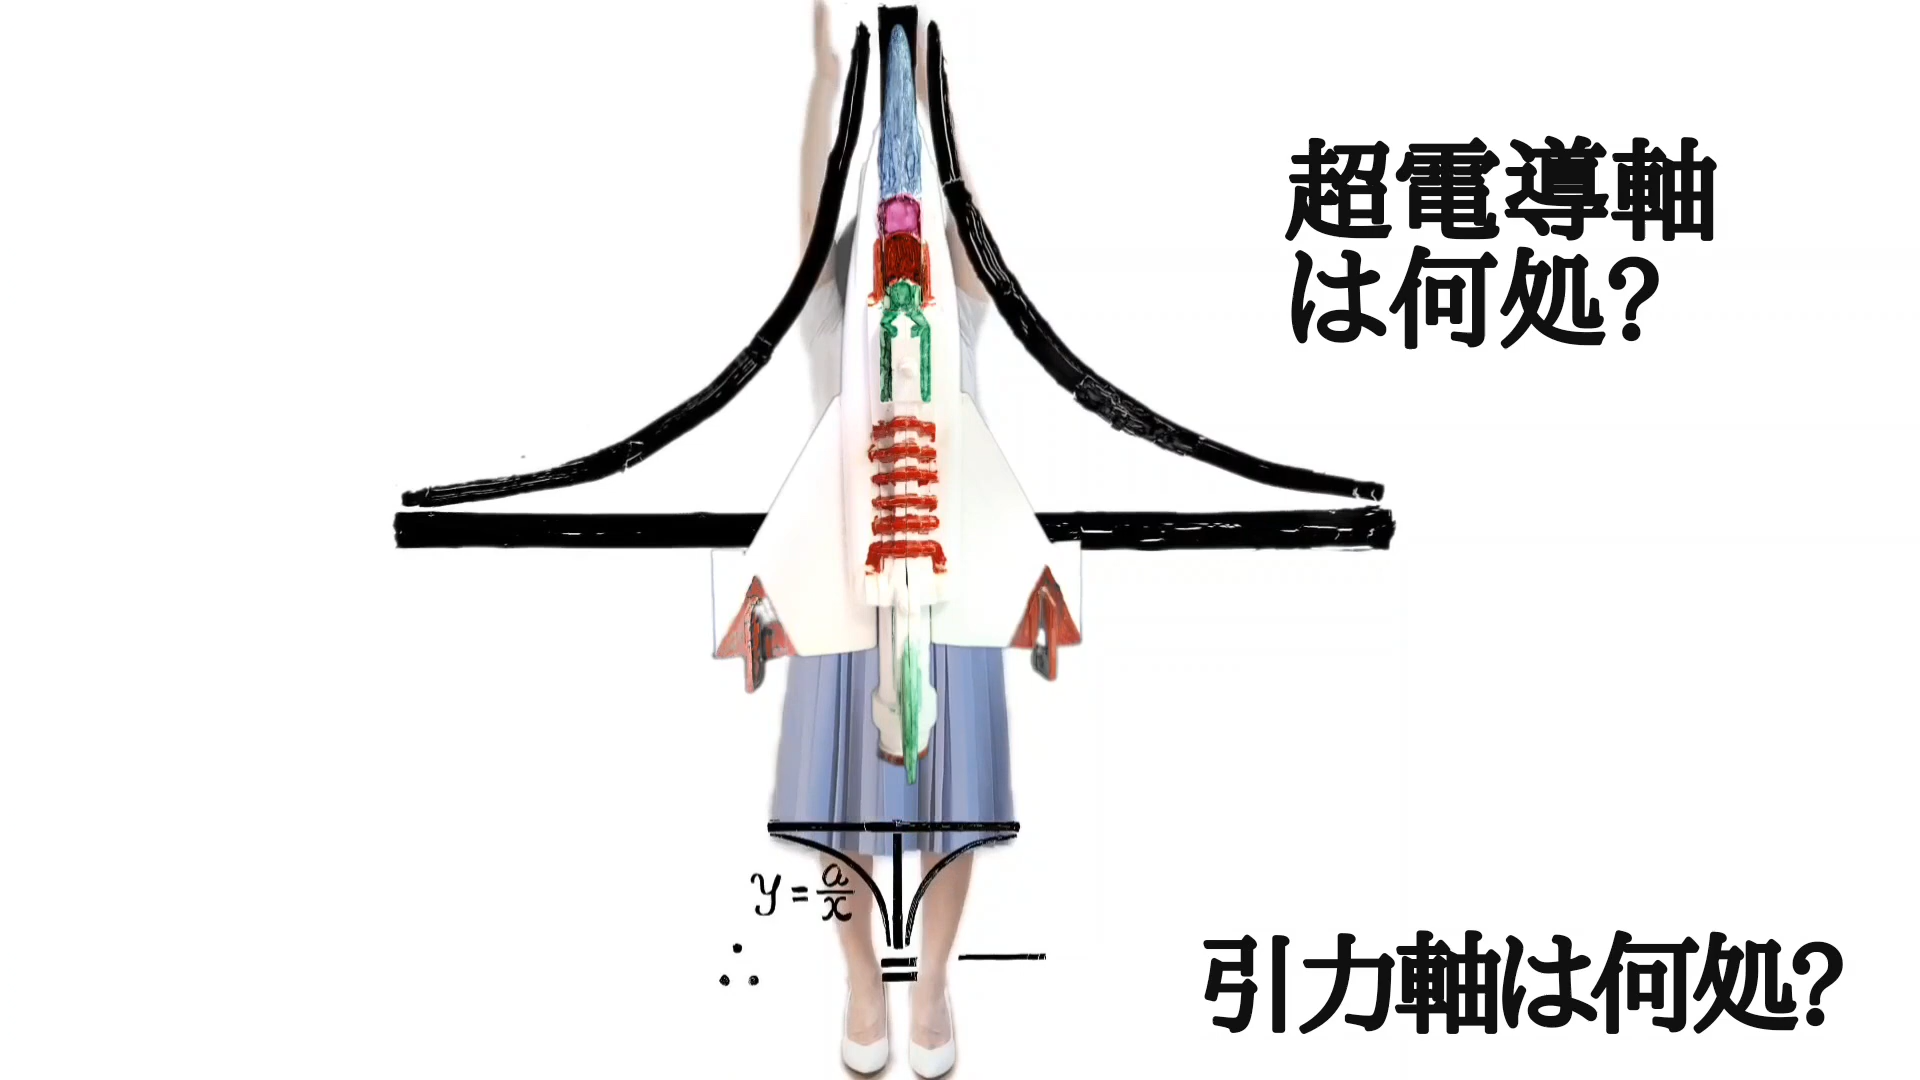 超電導軸
は何処?
y = a/x
∴ = —
引力軸は何処?